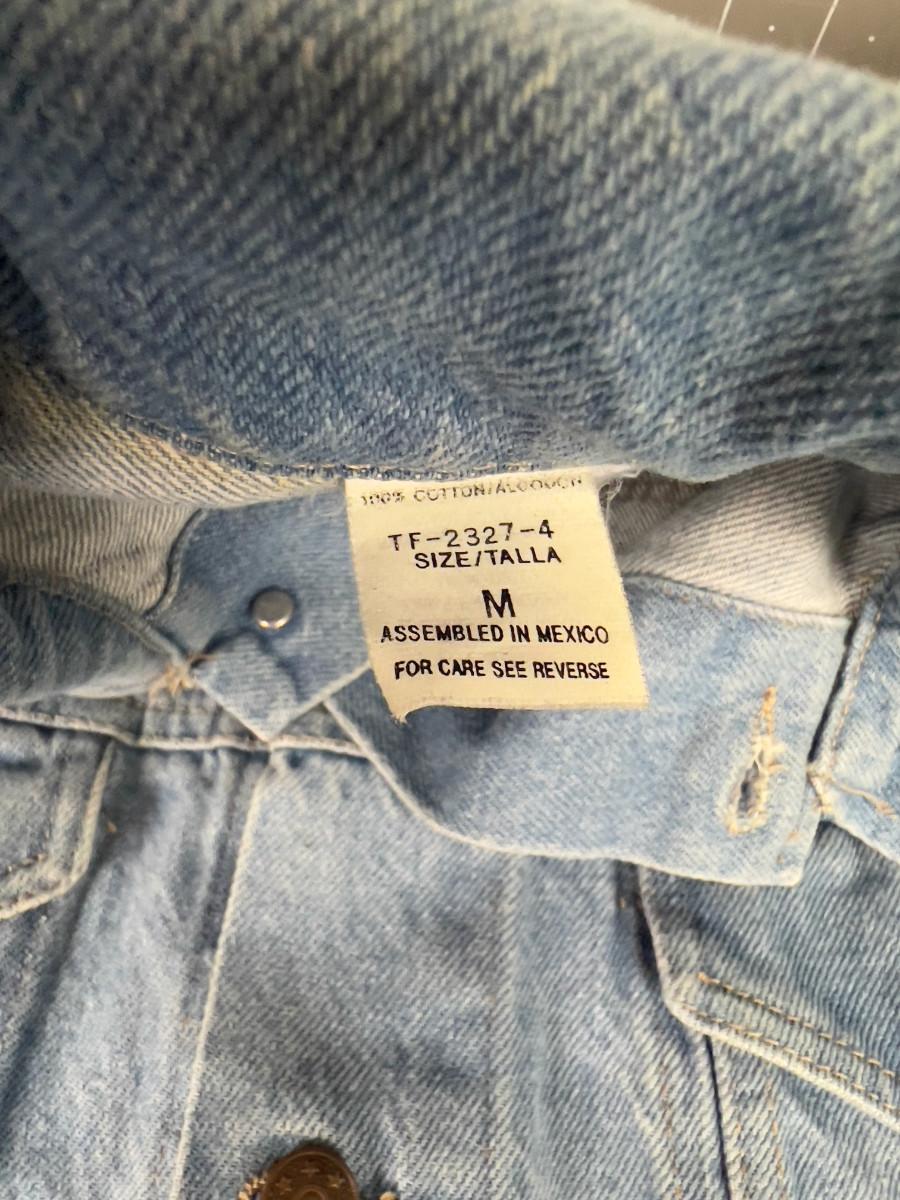 100% COTTON/ALGODON
TF-2327-4
SIZE/TALLA
M
ASSEMBLED IN MEXICO
FOR CARE SEE REVERSE